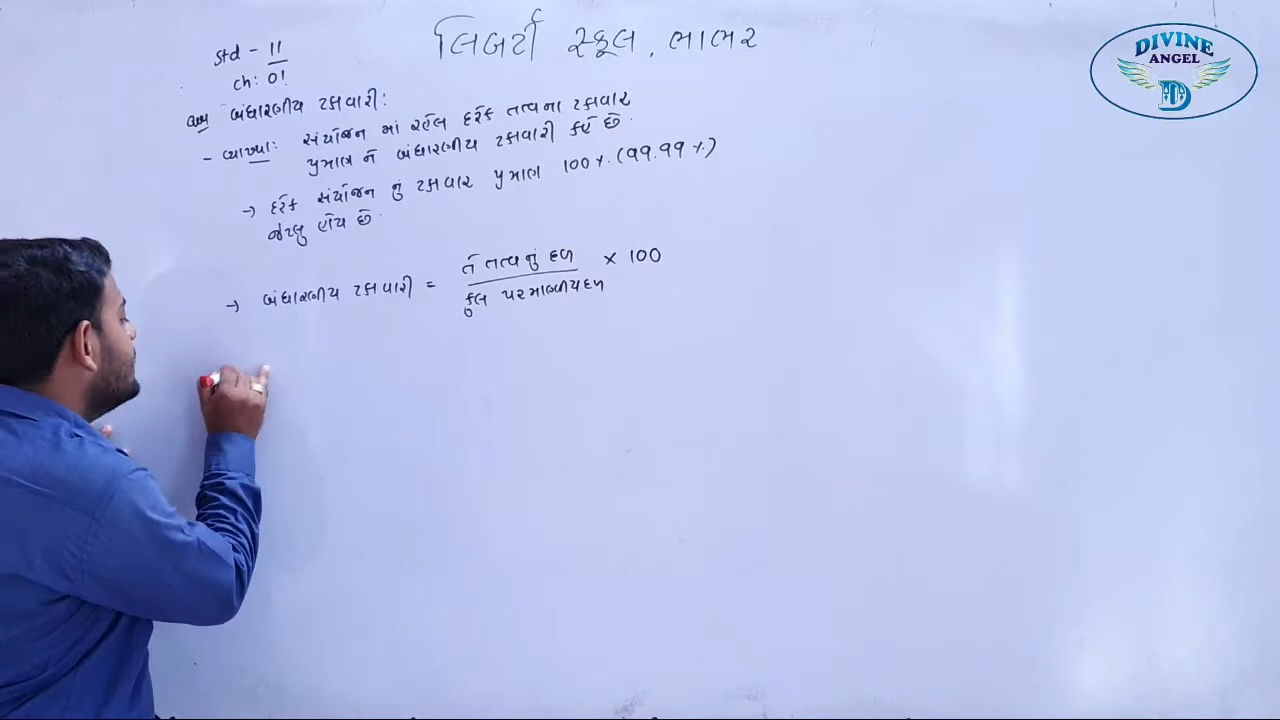 લિબર્ટી સ્કૂલ, ભાભર
Std - 11
ch: 01
બંધારણીય ટકાવારી:
- વ્યાખ્યા: સંયોજન માં રહેલ દરેક તત્વના ટકાવાર
પ્રમાણ ને બંધારણીય ટકાવારી કહે છે.
→ દરેક સંયોજન નું ટકાવાર પ્રમાણ 100 %. (99.99 %)
જેટલુ હોય છે.
→ બંધારણીય ટકાવારી = તે તત્વનું દળ × 100
કુલ પરમાણ્વીયદળ
DIVINE
ANGEL
D